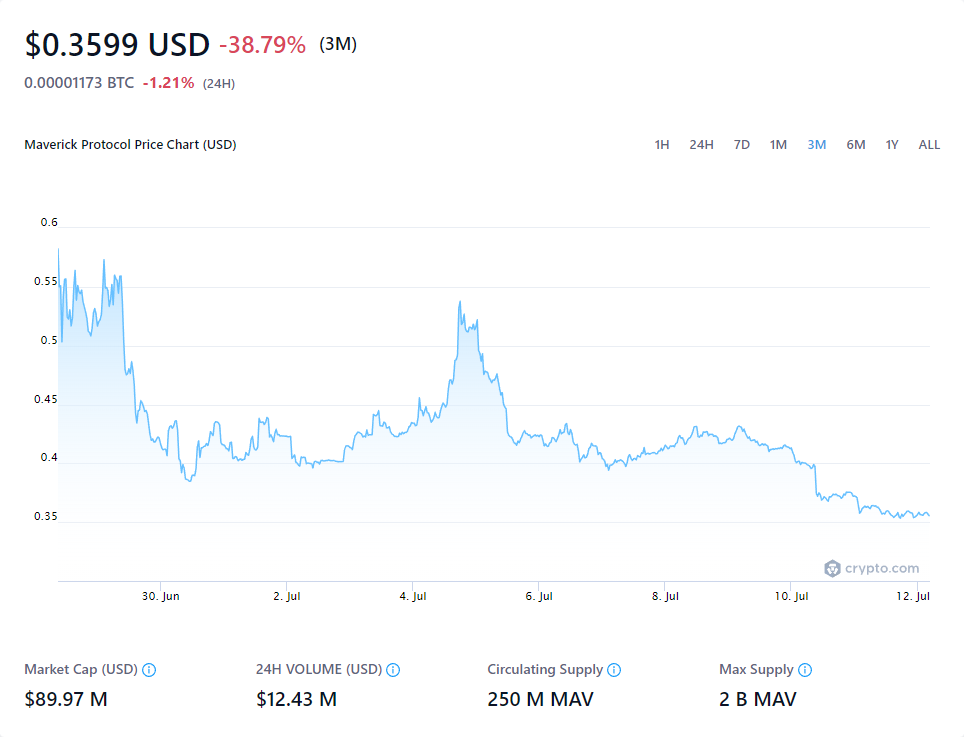 $0.3599 USD -38.79% (3M)
0.00001173 BTC -1.21% (24H)
Maverick Protocol Price Chart (USD)
1H 24H 7D 1M 3M 6M 1Y ALL
0.6
0.55
0.5
0.45
0.4
0.35
crypto.com
30. Jun 2. Jul 4. Jul 6. Jul 8. Jul 10. Jul 12. Jul
Market Cap (USD) 24H VOLUME (USD) Circulating Supply Max Supply
$89.97 M $12.43 M 250 M MAV 2 B MAV